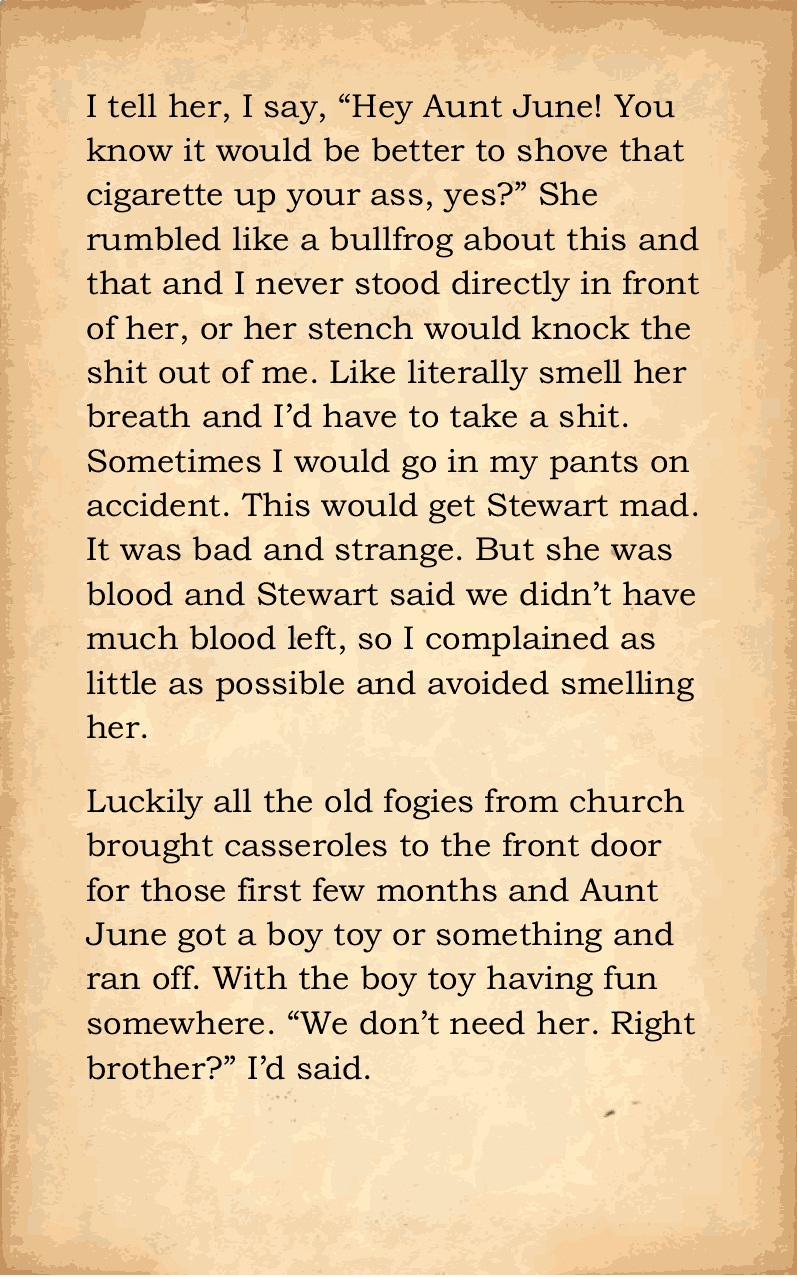 I tell her, I say, “Hey Aunt June! You
know it would be better to shove that
cigarette up your ass, yes?” She
rumbled like a bullfrog about this and
that and I never stood directly in front
of her, or her stench would knock the
shit out of me. Like literally smell her
breath and I’d have to take a shit.
Sometimes I would go in my pants on
accident. This would get Stewart mad.
It was bad and strange. But she was
blood and Stewart said we didn’t have
much blood left, so I complained as
little as possible and avoided smelling
her.
Luckily all the old fogies from church
brought casseroles to the front door
for those first few months and Aunt
June got a boy toy or something and
ran off. With the boy toy having fun
somewhere. “We don’t need her. Right
brother?” I’d said.